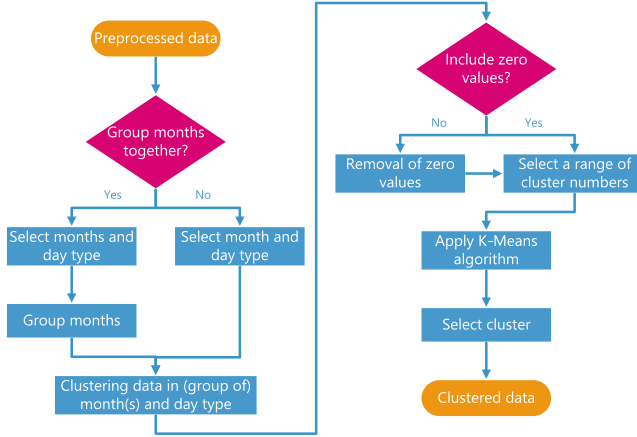 Preprocessed data
Group months
together?
Yes
No
Select months and
day type
Select month and
day type
Group months
Clustering data in (group of)
month(s) and day type
Include zero
values?
No
Yes
Removal of zero
values
Select a range of
cluster numbers
Apply K-Means
algorithm
Select cluster
Clustered data